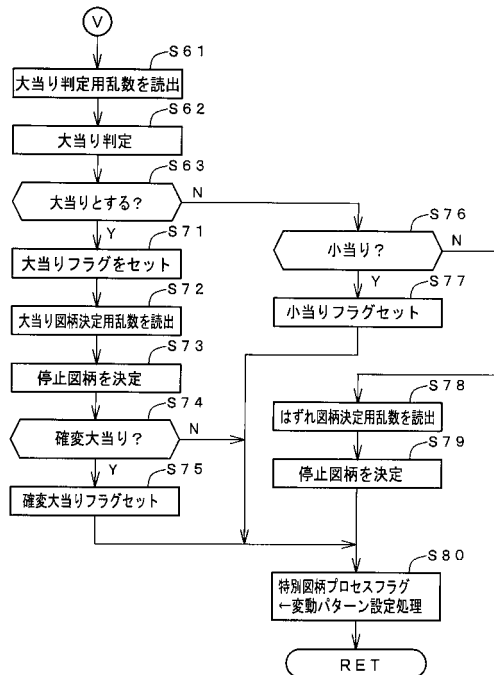 V
S61
大当り判定用乱数を読出
S62
大当り判定
S63
大当りとする？
N
Y
S71
大当りフラグをセット
S72
大当り図柄決定用乱数を読出
S73
停止図柄を決定
S74
確変大当り？
N
Y
S75
確変大当りフラグセット
S76
小当り？
N
Y
S77
小当りフラグセット
S78
はずれ図柄決定用乱数を読出
S79
停止図柄を決定
S80
特別図柄プロセスフラグ
←変動パターン設定処理
RET